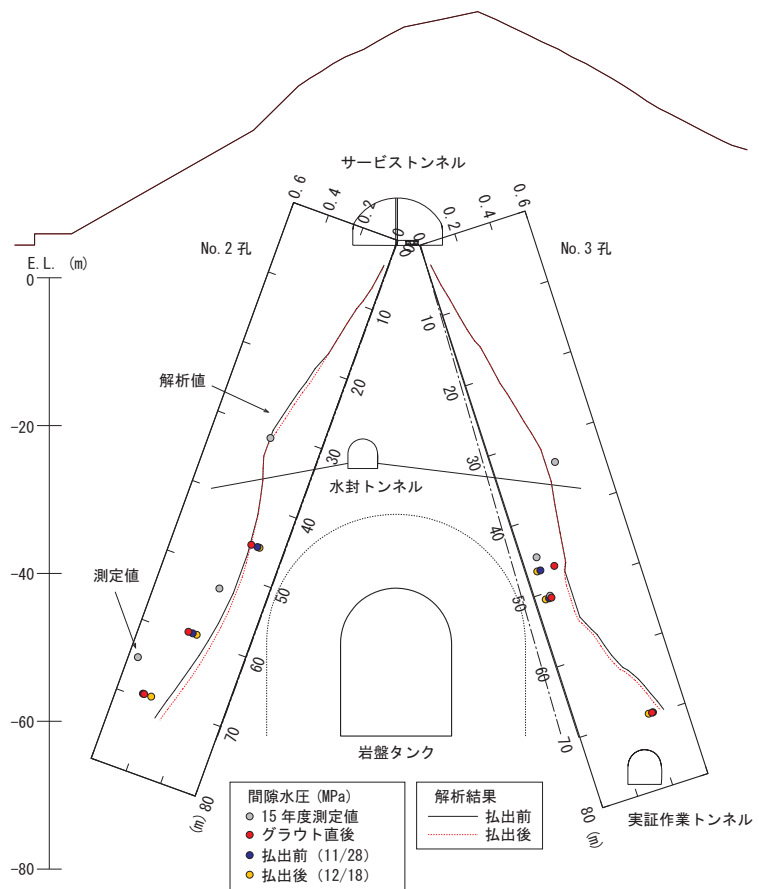 サービストンネル
0.6
0.4
0.2
0
0
0
0.2
0.4
0.6
No.2 孔
No.3 孔
E.L. (m)
0
10
10
解析値
20
20
-20
30
30
水封トンネル
40
40
測定値
-40
50
50
60
60
-60
70
70
岩盤タンク
80
(m)
80
(m)
実証作業トンネル
間隙水圧 (MPa)
15 年度測定値
グラウト直後
払出前 (11/28)
払出後 (12/18)
解析結果
払出前
払出後
-80